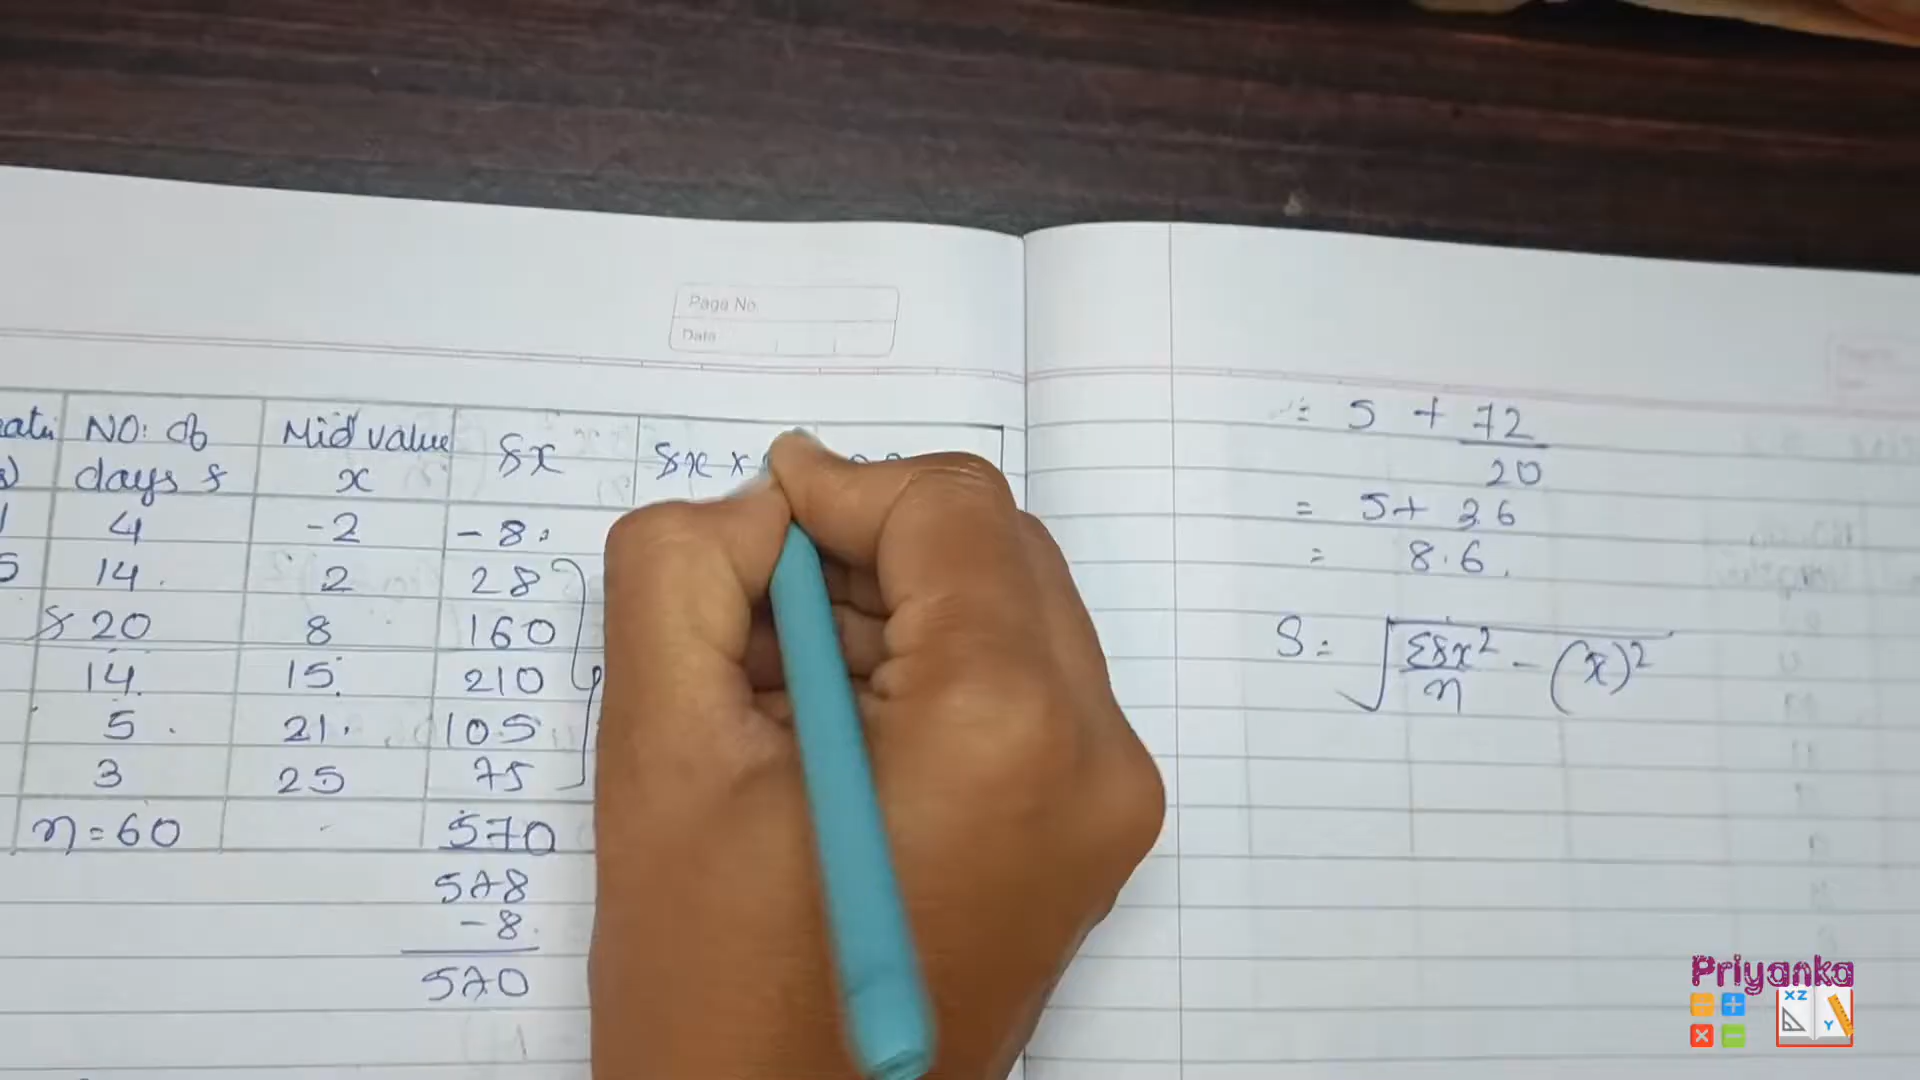 Page No.
Date
NO: of
days f
Mid value
x
fx
fx x
4 -2 -8
14 2 28
f 20 8 160
14 15 210
5 21 105
3 25 75
n=60 570
578
-8
570
= 5 + 72/20
= 5+ 3.6
= 8.6
S = √Σfx²/n - (x̄)²
Priyanka
XZ
Y